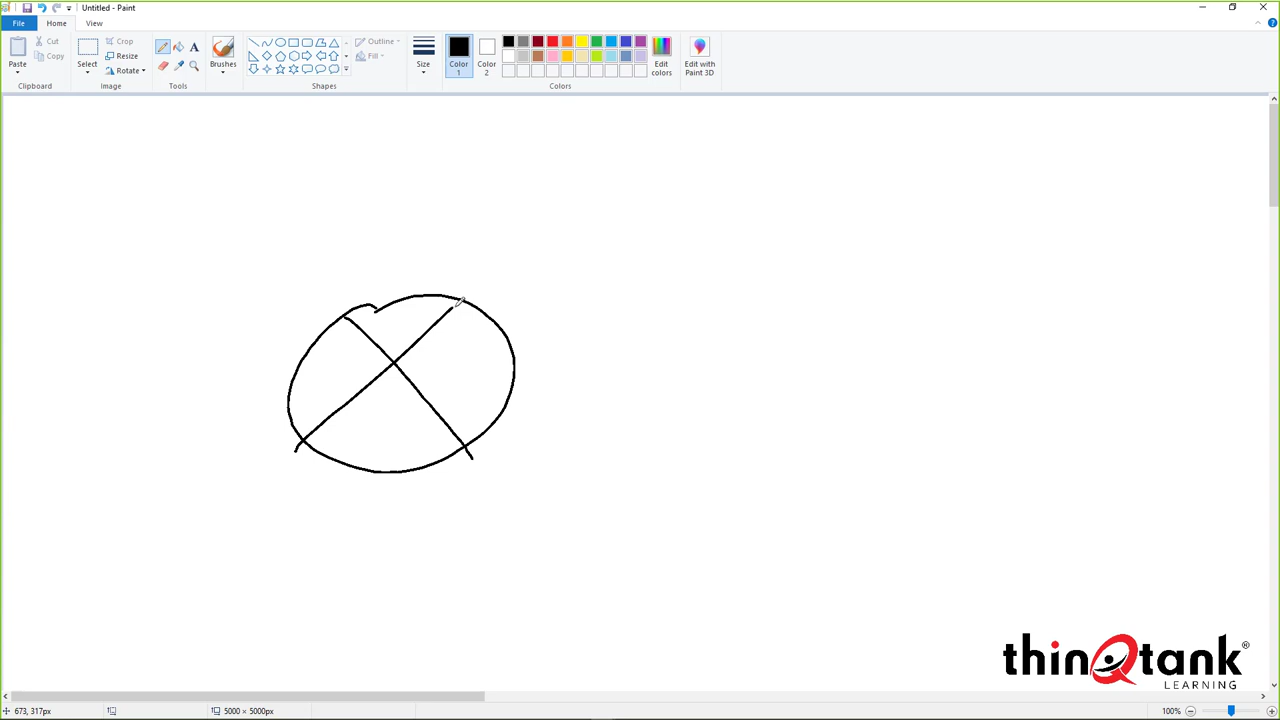 Untitled - Paint
File Home View
Paste
Cut
Copy
Clipboard
Select
Crop
Resize
Rotate
Image
A
Tools
Brushes
Outline
Fill
Shapes
Size
Color 1
Color 2
Edit colors
Colors
Edit with Paint 3D
thinQtank®
LEARNING
673, 317px
5000 × 5000px
100%